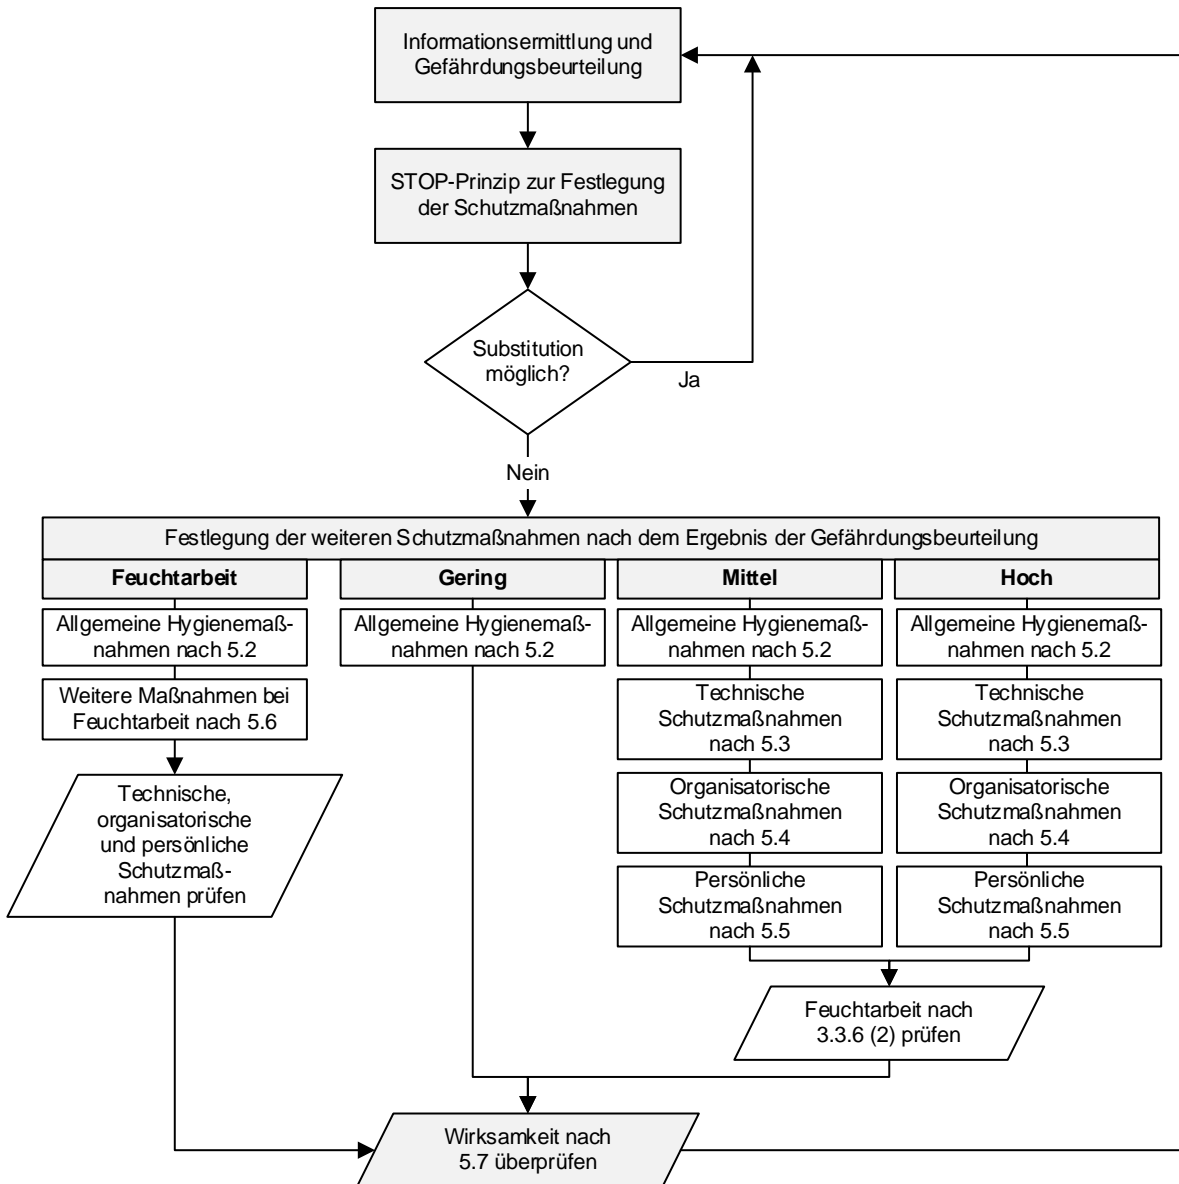 Informationsermittlung und
Gefährdungsbeurteilung
STOP-Prinzip zur Festlegung
der Schutzmaßnahmen
Substitution
möglich?
Ja
Nein
Festlegung der weiteren Schutzmaßnahmen nach dem Ergebnis der Gefährdungsbeurteilung
Feuchtarbeit
Allgemeine Hygienemaß-
nahmen nach 5.2
Weitere Maßnahmen bei
Feuchtarbeit nach 5.6
Technische,
organisatorische
und persönliche
Schutzmaß-
nahmen prüfen
Gering
Allgemeine Hygienemaß-
nahmen nach 5.2
Mittel
Allgemeine Hygienemaß-
nahmen nach 5.2
Technische
Schutzmaßnahmen
nach 5.3
Organisatorische
Schutzmaßnahmen
nach 5.4
Persönliche
Schutzmaßnahmen
nach 5.5
Hoch
Allgemeine Hygienemaß-
nahmen nach 5.2
Technische
Schutzmaßnahmen
nach 5.3
Organisatorische
Schutzmaßnahmen
nach 5.4
Persönliche
Schutzmaßnahmen
nach 5.5
Feuchtarbeit nach
3.3.6 (2) prüfen
Wirksamkeit nach
5.7 überprüfen